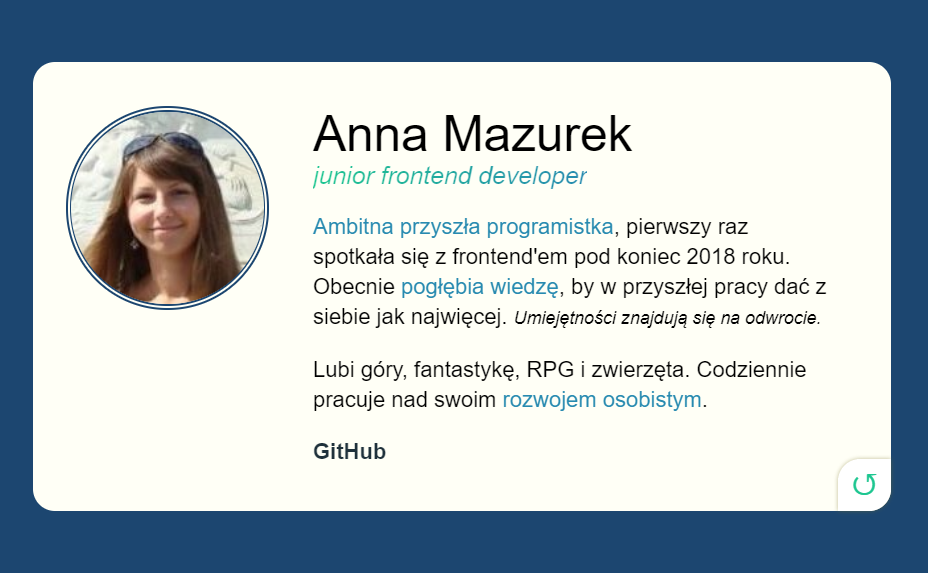 Anna Mazurek
junior frontend developer
Ambitna przyszła programistka, pierwszy raz
spotkała się z frontend'em pod koniec 2018 roku.
Obecnie pogłębia wiedzę, by w przyszłej pracy dać z
siebie jak najwięcej. Umiejętności znajdują się na odwrocie.
Lubi góry, fantastykę, RPG i zwierzęta. Codziennie
pracuje nad swoim rozwojem osobistym.
GitHub